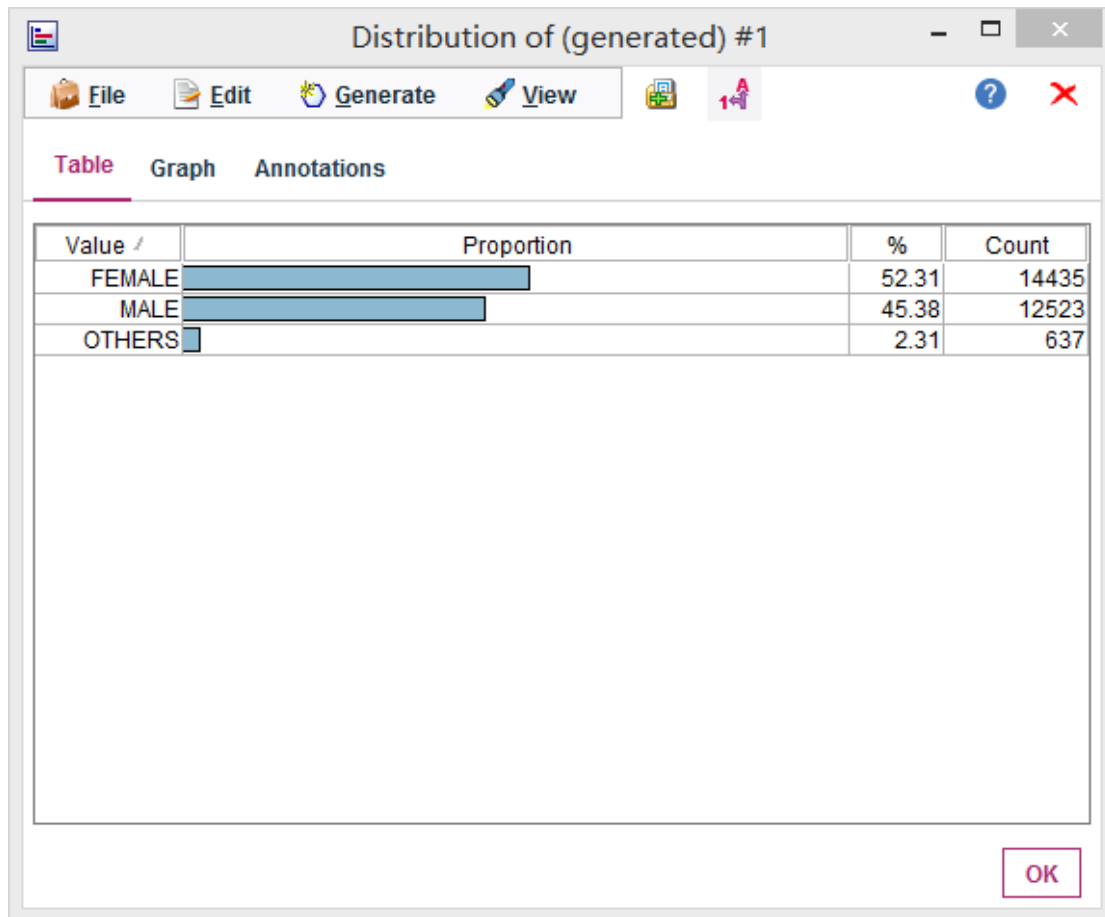 Distribution of (generated) #1
File Edit Generate View 1 A ?
Table Graph Annotations
Value Proportion % Count
FEMALE 52.31 14435
MALE 45.38 12523
OTHERS 2.31 637
OK